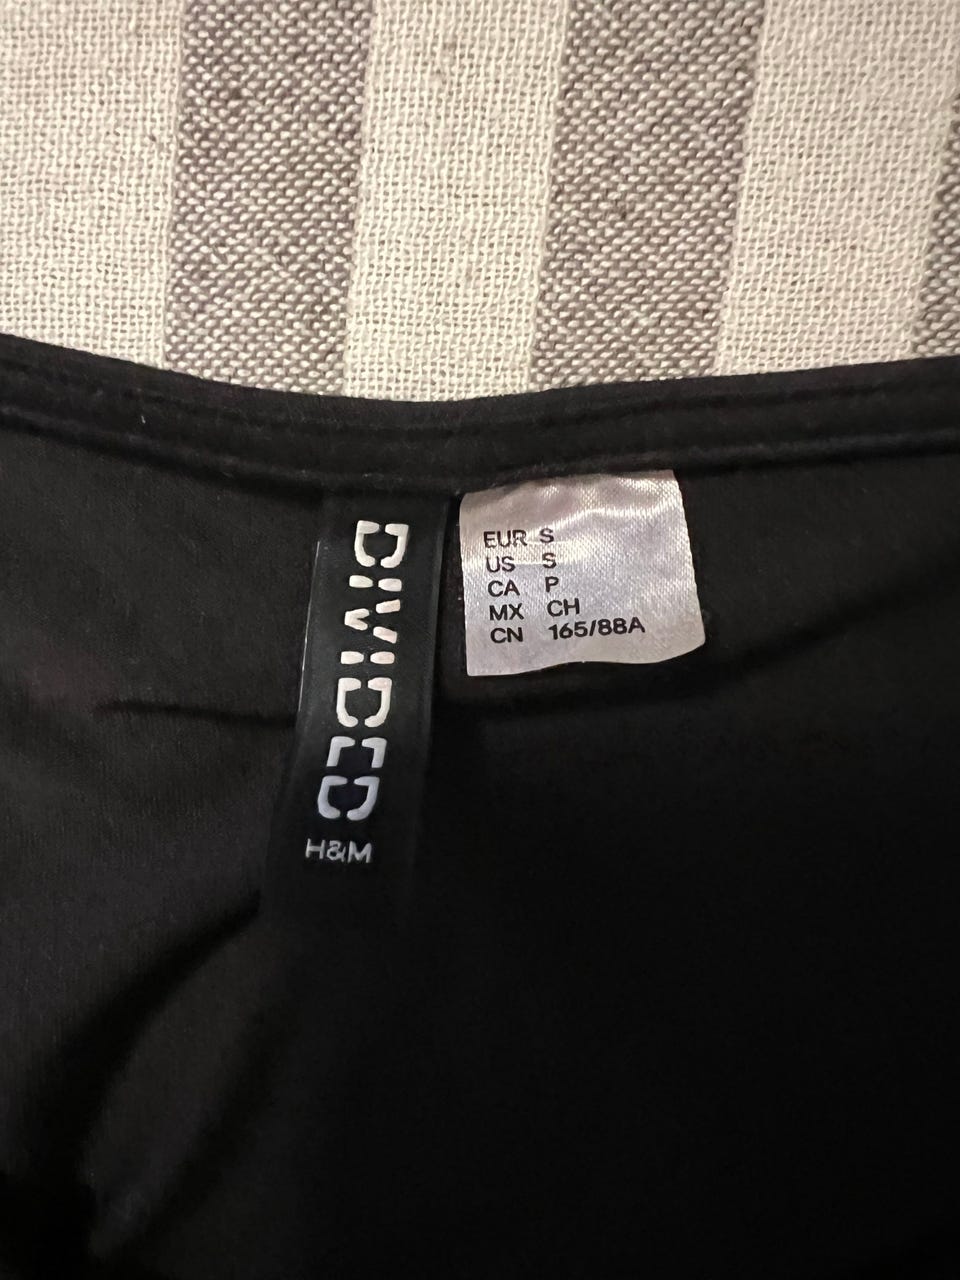 DIVIDED
H&M
EUR S
US S
CA P
MX CH
CN 165/88A